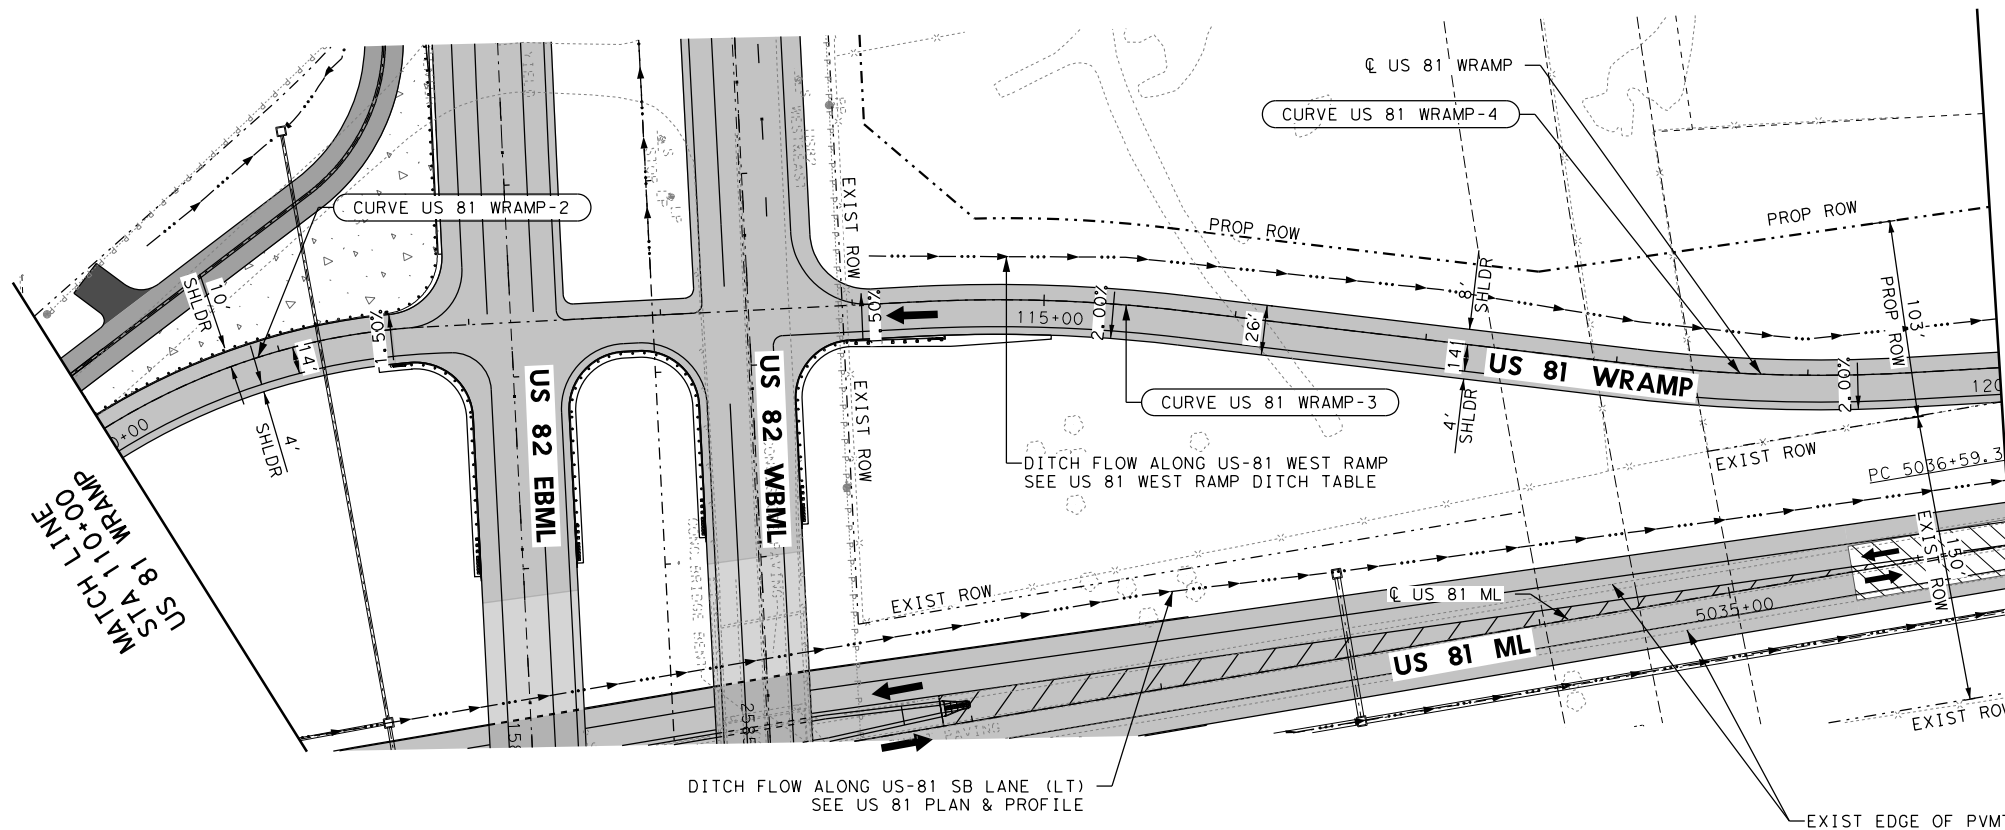 ℄ US 81 WRAMP
CURVE US 81 WRAMP-4
CURVE US 81 WRAMP-2
EXIST ROW
PROP ROW
PROP ROW
8'
SHLDR
103'
PROP ROW
10'
SHLDR
1.50%
14'
.50%
115+00
2.00%
26'
14'
US 81 WRAMP
2.00%
120
4'
SHLDR
CURVE US 81 WRAMP-3
US 82 EBML
US 82 WBML
EXIST ROW
0+00
4'
SHLDR
DITCH FLOW ALONG US-81 WEST RAMP
SEE US 81 WEST RAMP DITCH TABLE
EXIST ROW
PC 5036+59.3
MATCH LINE
STA 110+00
US 81 WRAMP
150'
EXIST ROW
EXIST ROW
℄ US 81 ML
5035+00
US 81 ML
EXIST ROW
DITCH FLOW ALONG US-81 SB LANE (LT)
SEE US 81 PLAN & PROFILE
EXIST EDGE OF PVMT